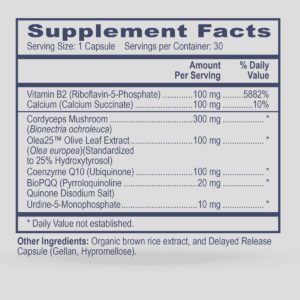 Supplement Facts
Serving Size: 1 Capsule Servings per Container: 30
Amount Per Serving % Daily Value
Vitamin B2 (Riboflavin-5-Phosphate) 100 mg 5882%
Calcium (Calcium Succinate) 100 mg 10%
Cordyceps Mushroom 300 mg *
(Bionectria ochroleuca)
Olea25™ Olive Leaf Extract 100 mg *
(Olea europea)(Standardized
to 25% Hydroxytyrosol)
Coenzyme Q10 (Ubiquinone) 100 mg *
BioPQQ (Pyrroloquinoline 20 mg *
Quinone Disodium Salt)
Urdine-5-Monophosphate 10 mg *
* Daily Value not established.
Other Ingredients: Organic brown rice extract, and Delayed Release
Capsule (Gellan, Hypromellose).